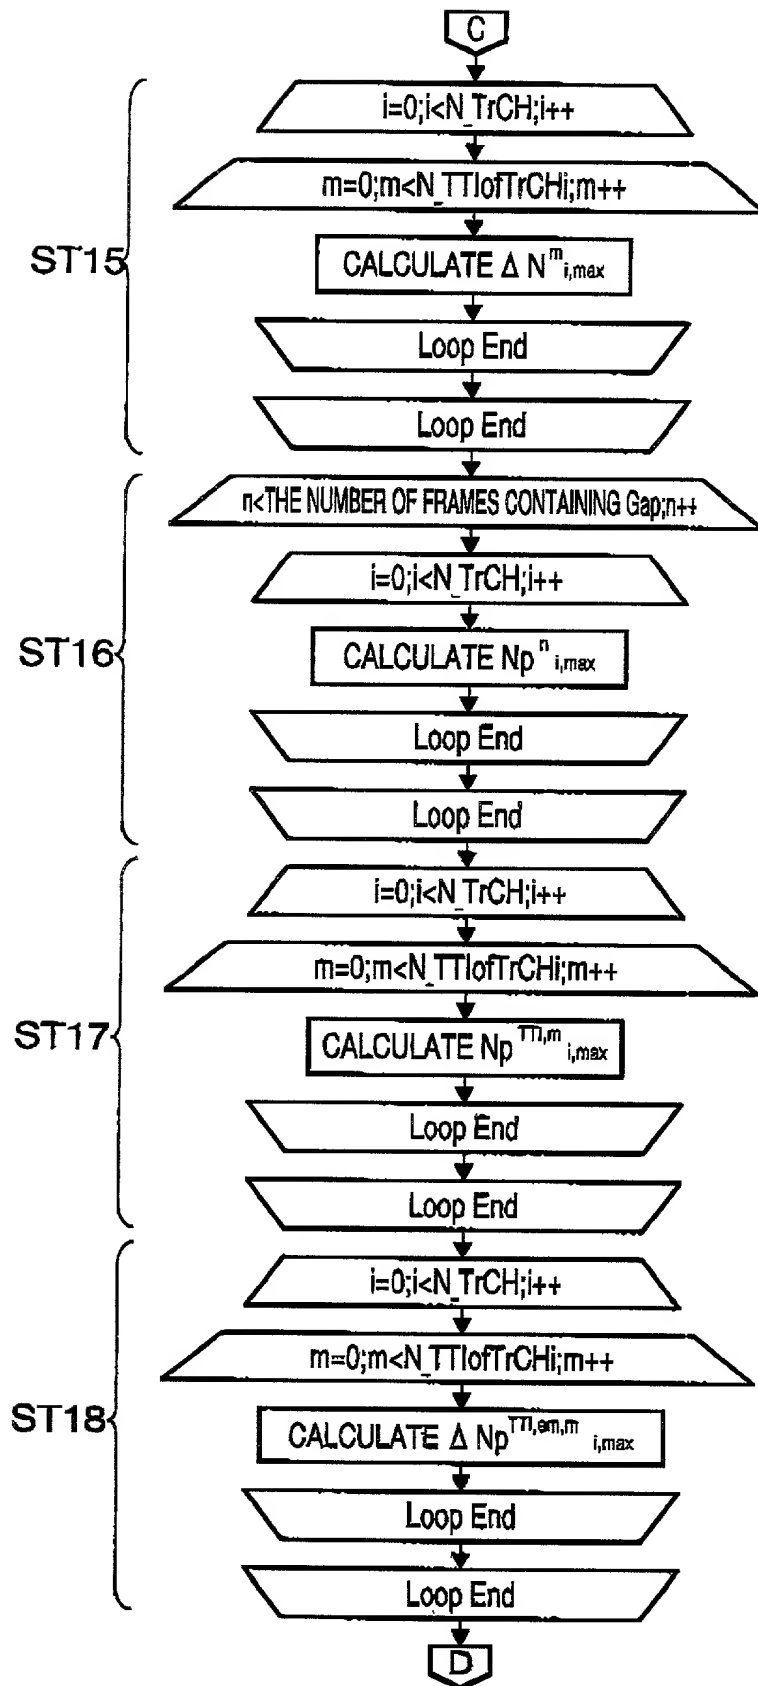 C
i=0;i<N_TrCH;i++
m=0;m<N_TTIofTrCHi;m++
ST15
CALCULATE Δ N^m_i,max
Loop End
Loop End
n<THE NUMBER OF FRAMES CONTAINING Gap;n++
i=0;i<N_TrCH;i++
ST16
CALCULATE Np^n_i,max
Loop End
Loop End
i=0;i<N_TrCH;i++
m=0;m<N_TTIofTrCHi;m++
ST17
CALCULATE Np^TTI,m_i,max
Loop End
Loop End
i=0;i<N_TrCH;i++
m=0;m<N_TTIofTrCHi;m++
ST18
CALCULATE Δ Np^TTI,em,m_i,max
Loop End
Loop End
D